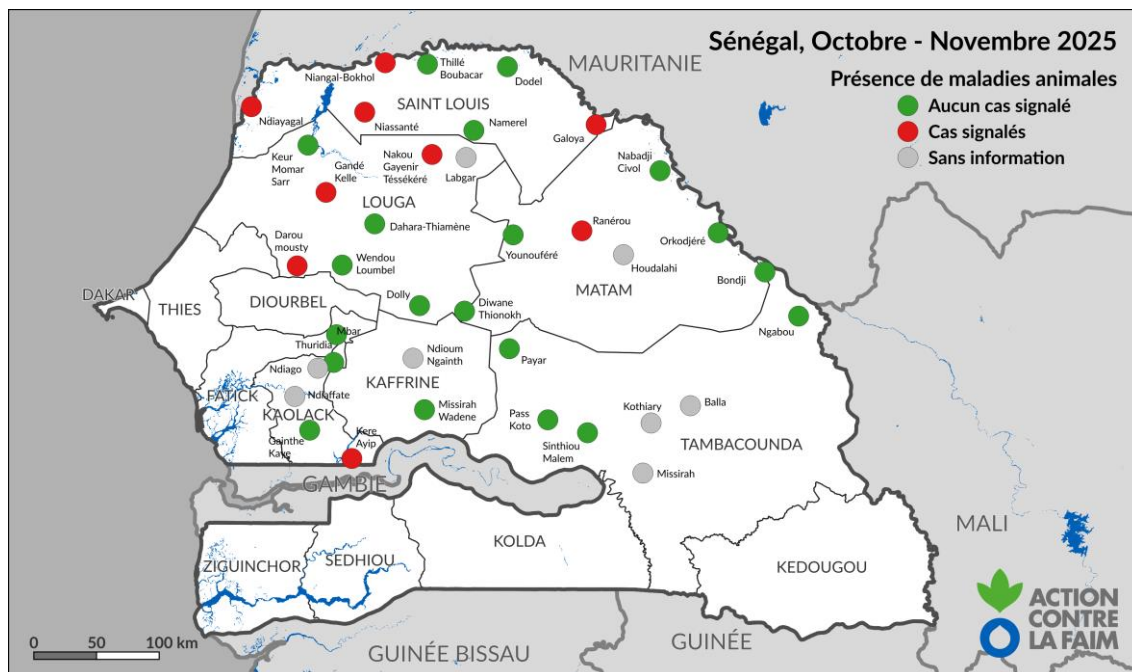 Sénégal, Octobre - Novembre 2025
Présence de maladies animales
Aucun cas signalé
Cas signalés
Sans information
MAURITANIE
Niangal-Bokhol
Thillé
Boubacar
Dodel
SAINT LOUIS
Ndiayagal
Niassanté
Namerel
Galoya
Keur
Momar
Sarr
Gandé
Kelle
Nakou
Gayenir
Téssékéré
Labgar
Nabadji
Civol
LOUGA
Dahara-Thiamène
Ranérou
Younouféré
Orkodjéré
Houdalahi
Darou
mousty
Wendou
Loumbel
Bondji
MATAM
DAKAR
THIES
DIOURBEL
Dolly
Diwane
Thionokh
Ngabou
Mbar
Thuridia
Payar
Ndiago
Ndioum
Ngainth
KAFFRINE
FATICK
Ndiaffate
KAOLACK
Missirah
Wadene
Pass
Koto
Kothiary
Balla
TAMBACOUNDA
Gainthe
Kaye
Kere
Ayip
Sinthiou
Malem
Missirah
GAMBIE
MALI
KOLDA
ZIGUINCHOR
SEDHIOU
KEDOUGOU
GUINÉE BISSAU
GUINÉE
0 50 100 km
ACTION
CONTRE
LA FAIM